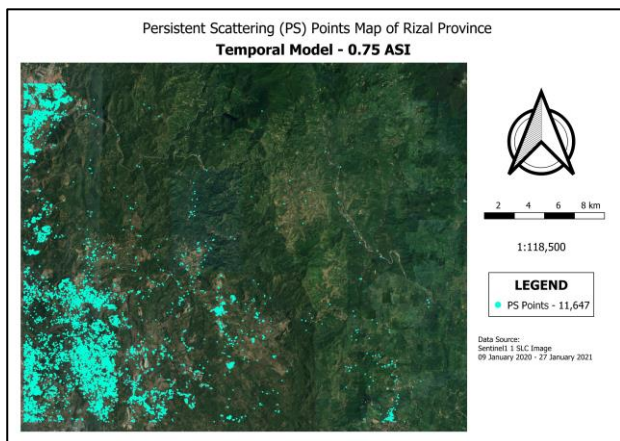 Persistent Scattering (PS) Points Map of Rizal Province
Temporal Model - 0.75 ASI
2 4 6 8 km
1:118,500
LEGEND
PS Points - 11,647
Data Source:
Sentinel1 1 SLC Image
09 January 2020 - 27 January 2021